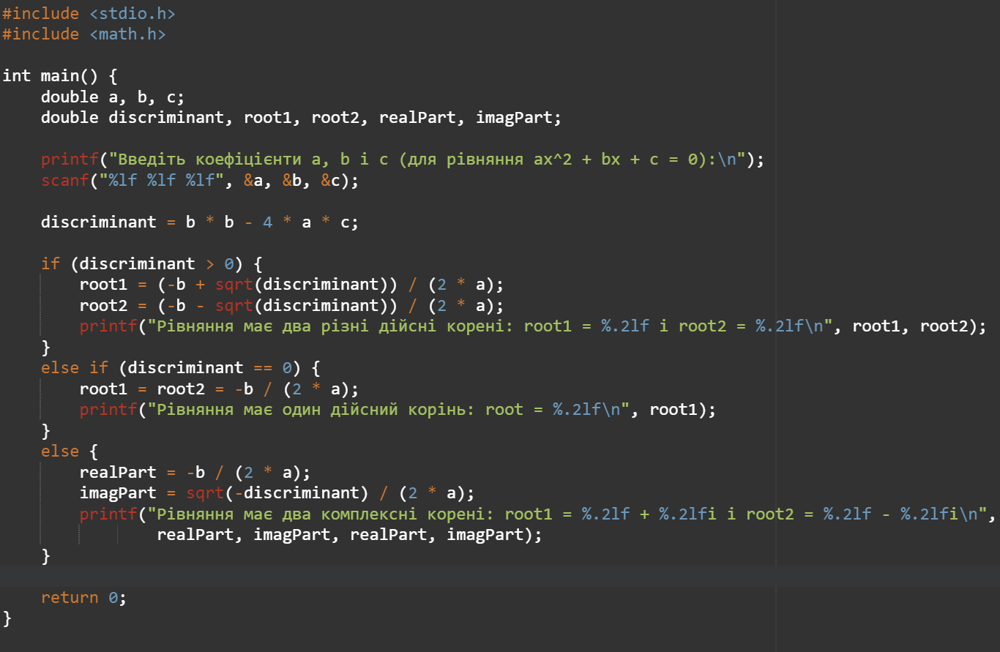 #include <stdio.h>
#include <math.h>
int main() {
double a, b, c;
double discriminant, root1, root2, realPart, imagPart;
printf("Введіть коефіцієнти a, b і c (для рівняння ax^2 + bx + c = 0):\n");
scanf("%lf %lf %lf", &a, &b, &c);
discriminant = b * b - 4 * a * c;
if (discriminant > 0) {
root1 = (-b + sqrt(discriminant)) / (2 * a);
root2 = (-b - sqrt(discriminant)) / (2 * a);
printf("Рівняння має два різні дійсні корені: root1 = %.2lf і root2 = %.2lf\n", root1, root2);
}
else if (discriminant == 0) {
root1 = root2 = -b / (2 * a);
printf("Рівняння має один дійсний корінь: root = %.2lf\n", root1);
}
else {
realPart = -b / (2 * a);
imagPart = sqrt(-discriminant) / (2 * a);
printf("Рівняння має два комплексні корені: root1 = %.2lf + %.2lfi і root2 = %.2lf - %.2lfi\n",
realPart, imagPart, realPart, imagPart);
}
return 0;
}